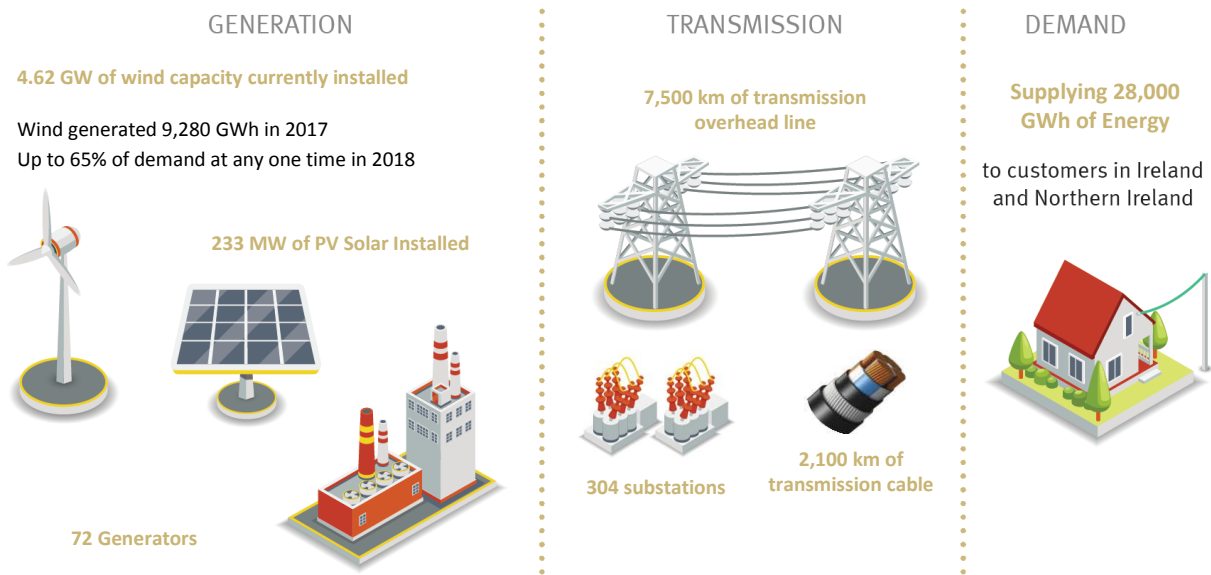 GENERATION
4.62 GW of wind capacity currently installed
Wind generated 9,280 GWh in 2017
Up to 65% of demand at any one time in 2018
233 MW of PV Solar Installed
72 Generators
TRANSMISSION
7,500 km of transmission
overhead line
304 substations
2,100 km of
transmission cable
DEMAND
Supplying 28,000
GWh of Energy
to customers in Ireland
and Northern Ireland